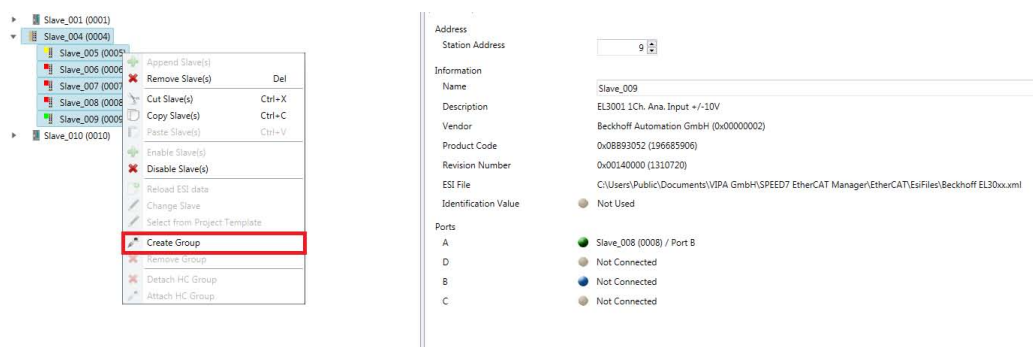 Slave_001 (0001)
Slave_004 (0004)
Slave_005 (0005)
Slave_006 (0006
Slave_007 (0007
Slave_008 (0008
Slave_009 (0009
Slave_010 (0010)
Append Slave(s)
Remove Slave(s) Del
Cut Slave(s) Ctrl+X
Copy Slave(s) Ctrl+C
Paste Slave(s) Ctrl+V
Enable Slave(s)
Disable Slave(s)
Reload ESI data
Change Slave
Select from Project Template
Create Group
Remove Group
Detach HC Group
Attach HC Group
Address
Station Address 9
Information
Name Slave_009
Description EL3001 1Ch. Ana. Input +/-10V
Vendor Beckhoff Automation GmbH (0x00000002)
Product Code 0x0BB93052 (196685906)
Revision Number 0x00140000 (1310720)
ESI File C:\Users\Public\Documents\VIPA GmbH\SPEED7 EtherCAT Manager\EtherCAT\EsiFiles\Beckhoff EL30xx.xml
Identification Value Not Used
Ports
A Slave_008 (0008) / Port B
D Not Connected
B Not Connected
C Not Connected